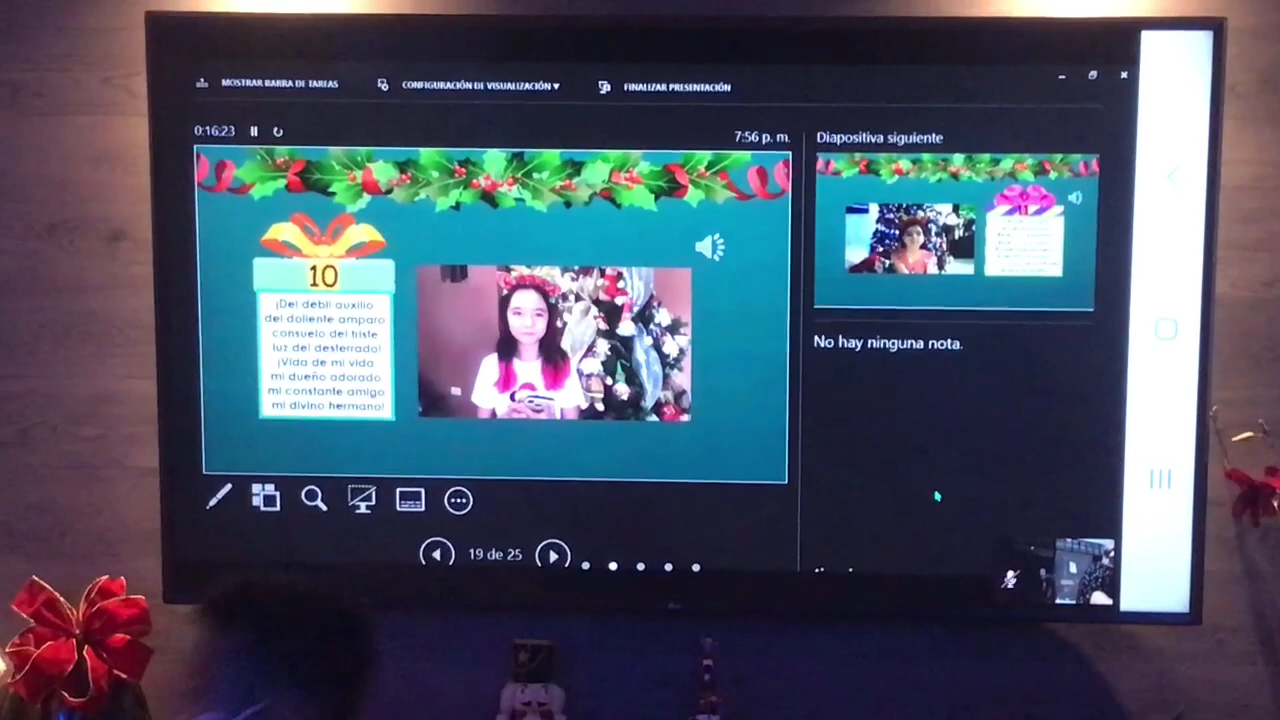 MOSTRAR BARRA DE TAREAS
CONFIGURACIÓN DE VISUALIZACIÓN ▼
FINALIZAR PRESENTACIÓN
0:16:23
7:56 p. m.
Diapositiva siguiente
10
¡Del debil auxilio
del doliente amparo
consuelo del triste
luz del desterrado!
¡Vida de mi vida
mi dueño adorado
mi constante amigo
mi divino hermano!
11
No hay ninguna nota.
19 de 25